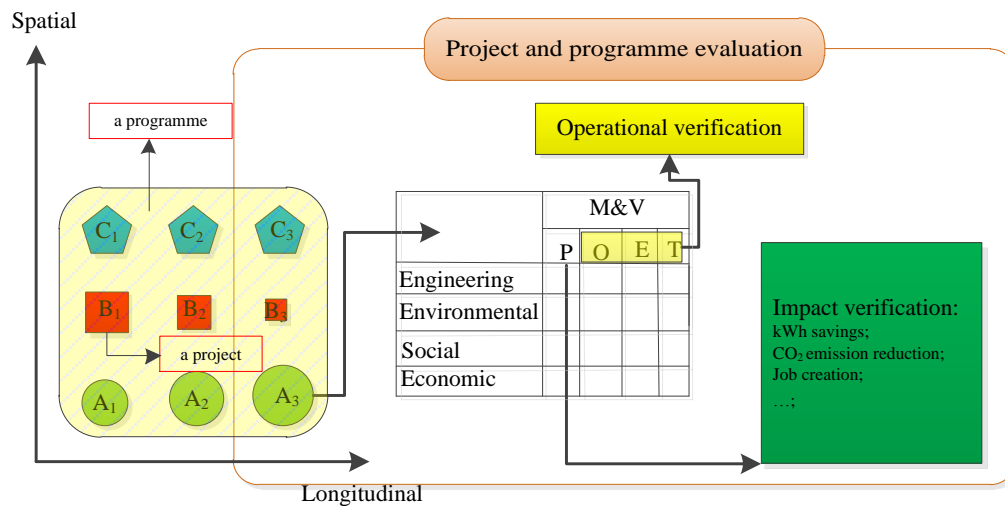 Spatial
Project and programme evaluation
a programme
Operational verification
C₁ C₂ C₃
M&V
P O E T
Engineering
Environmental
Social
Economic
B₁ B₂ B₃
a project
A₁ A₂ A₃
Impact verification:
kWh savings;
CO₂ emission reduction;
Job creation;
…;
Longitudinal